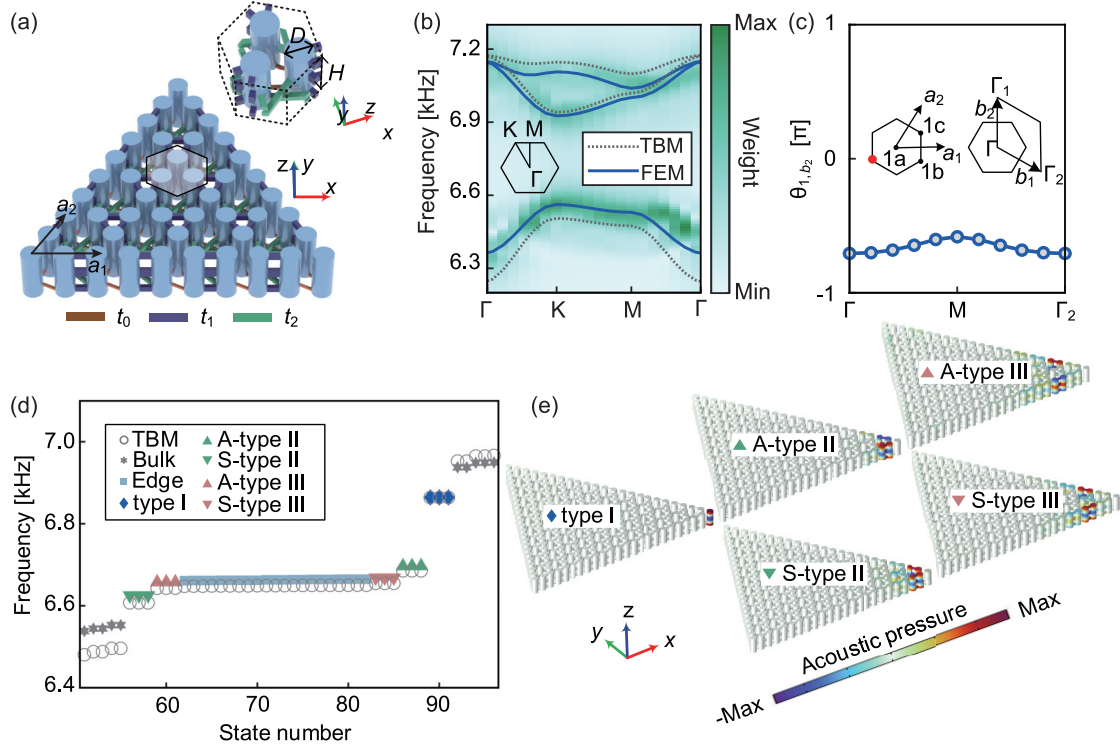 (a)
D
H
y
z
x
z
y
x
a2
a1
t0
t1
t2
(b)
7.2
6.9
6.6
6.3
Frequency [kHz]
K M
Γ
TBM
FEM
Γ K M Γ
Max
Weight
Min
(c)
1
0
-1
θ1,b2 [π]
a2
1c
1a
a1
1b
Γ1
b2
Γ
b1
Γ2
Γ M Γ2
(d)
7.0
6.8
6.6
6.4
Frequency [kHz]
TBM
Bulk
Edge
type I
A-type II
S-type II
A-type III
S-type III
60 70 80 90
State number
(e)
type I
A-type II
S-type II
A-type III
S-type III
z
y
x
-Max
Acoustic pressure
Max